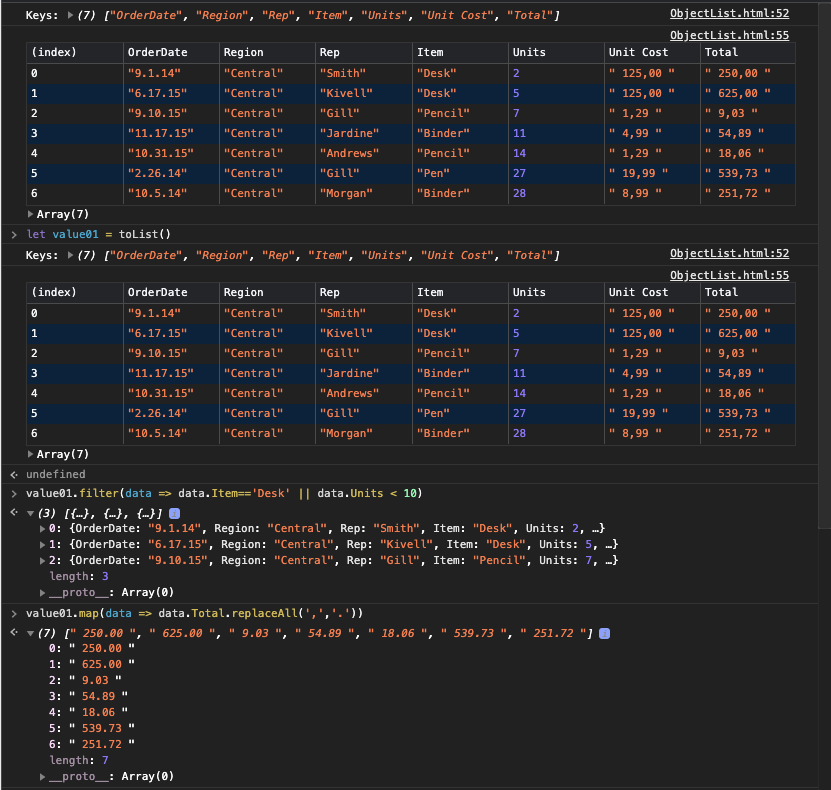 Keys: ▶(7) ["OrderDate", "Region", "Rep", "Item", "Units", "Unit Cost", "Total"] ObjectList.html:52
ObjectList.html:55
(index) OrderDate Region Rep Item Units Unit Cost Total
0 "9.1.14" "Central" "Smith" "Desk" 2 " 125,00 " " 250,00 "
1 "6.17.15" "Central" "Kivell" "Desk" 5 " 125,00 " " 625,00 "
2 "9.10.15" "Central" "Gill" "Pencil" 7 " 1,29 " " 9,03 "
3 "11.17.15" "Central" "Jardine" "Binder" 11 " 4,99 " " 54,89 "
4 "10.31.15" "Central" "Andrews" "Pencil" 14 " 1,29 " " 18,06 "
5 "2.26.14" "Central" "Gill" "Pen" 27 " 19,99 " " 539,73 "
6 "10.5.14" "Central" "Morgan" "Binder" 28 " 8,99 " " 251,72 "
▶Array(7)
> let value01 = toList()
Keys: ▶(7) ["OrderDate", "Region", "Rep", "Item", "Units", "Unit Cost", "Total"] ObjectList.html:52
ObjectList.html:55
(index) OrderDate Region Rep Item Units Unit Cost Total
0 "9.1.14" "Central" "Smith" "Desk" 2 " 125,00 " " 250,00 "
1 "6.17.15" "Central" "Kivell" "Desk" 5 " 125,00 " " 625,00 "
2 "9.10.15" "Central" "Gill" "Pencil" 7 " 1,29 " " 9,03 "
3 "11.17.15" "Central" "Jardine" "Binder" 11 " 4,99 " " 54,89 "
4 "10.31.15" "Central" "Andrews" "Pencil" 14 " 1,29 " " 18,06 "
5 "2.26.14" "Central" "Gill" "Pen" 27 " 19,99 " " 539,73 "
6 "10.5.14" "Central" "Morgan" "Binder" 28 " 8,99 " " 251,72 "
▶Array(7)
undefined
> value01.filter(data => data.Item=='Desk' || data.Units < 10)
▼(3) [{…}, {…}, {…}] i
▶0: {OrderDate: "9.1.14", Region: "Central", Rep: "Smith", Item: "Desk", Units: 2, …}
▶1: {OrderDate: "6.17.15", Region: "Central", Rep: "Kivell", Item: "Desk", Units: 5, …}
▶2: {OrderDate: "9.10.15", Region: "Central", Rep: "Gill", Item: "Pencil", Units: 7, …}
length: 3
▶__proto__: Array(0)
> value01.map(data => data.Total.replaceAll(',','.'))
▼(7) [" 250.00 ", " 625.00 ", " 9.03 ", " 54.89 ", " 18.06 ", " 539.73 ", " 251.72 "] i
0: " 250.00 "
1: " 625.00 "
2: " 9.03 "
3: " 54.89 "
4: " 18.06 "
5: " 539.73 "
6: " 251.72 "
length: 7
▶__proto__: Array(0)